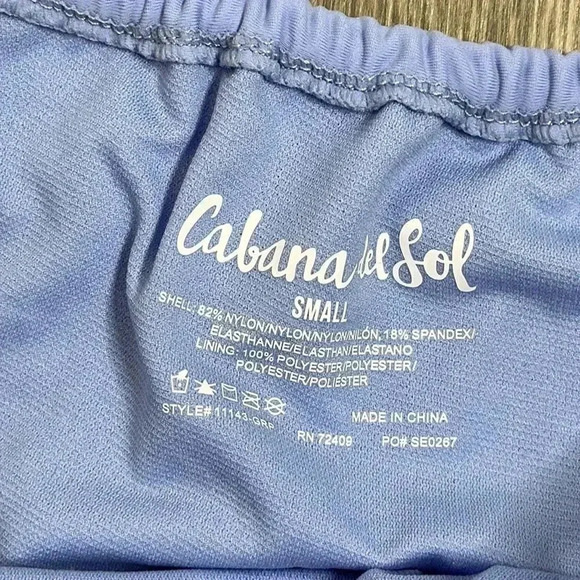 Cabana del Sol
SMALL
SHELL: 82% NYLON/NYLON/NYLON/NILÓN, 18% SPANDEX/
ELASTHANNE/ELASTHAN/ELASTANO
LINING: 100% POLYESTER/POLYESTER/
POLYESTER/POLIÉSTER
STYLE# 11143-GRP RN 72409 PO# SE0267
MADE IN CHINA